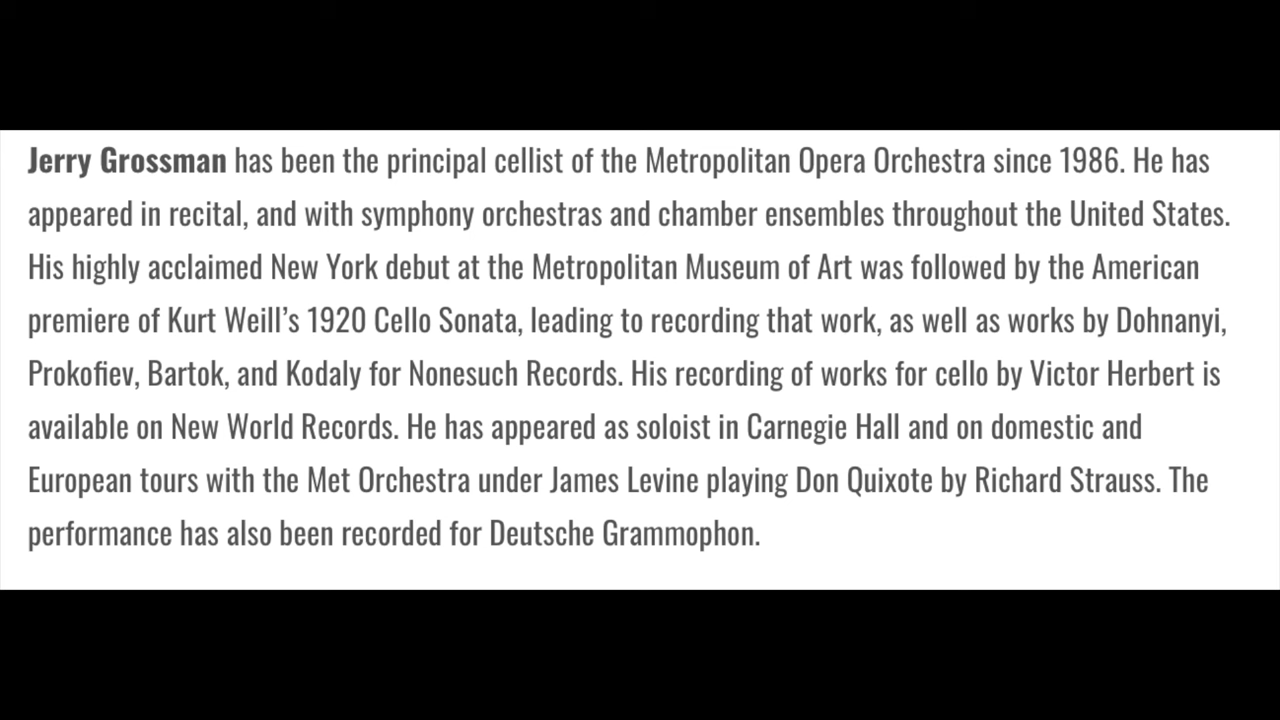 Jerry Grossman has been the principal cellist of the Metropolitan Opera Orchestra since 1986. He has
appeared in recital, and with symphony orchestras and chamber ensembles throughout the United States.
His highly acclaimed New York debut at the Metropolitan Museum of Art was followed by the American
premiere of Kurt Weill’s 1920 Cello Sonata, leading to recording that work, as well as works by Dohnanyi,
Prokofiev, Bartok, and Kodaly for Nonesuch Records. His recording of works for cello by Victor Herbert is
available on New World Records. He has appeared as soloist in Carnegie Hall and on domestic and
European tours with the Met Orchestra under James Levine playing Don Quixote by Richard Strauss. The
performance has also been recorded for Deutsche Grammophon.